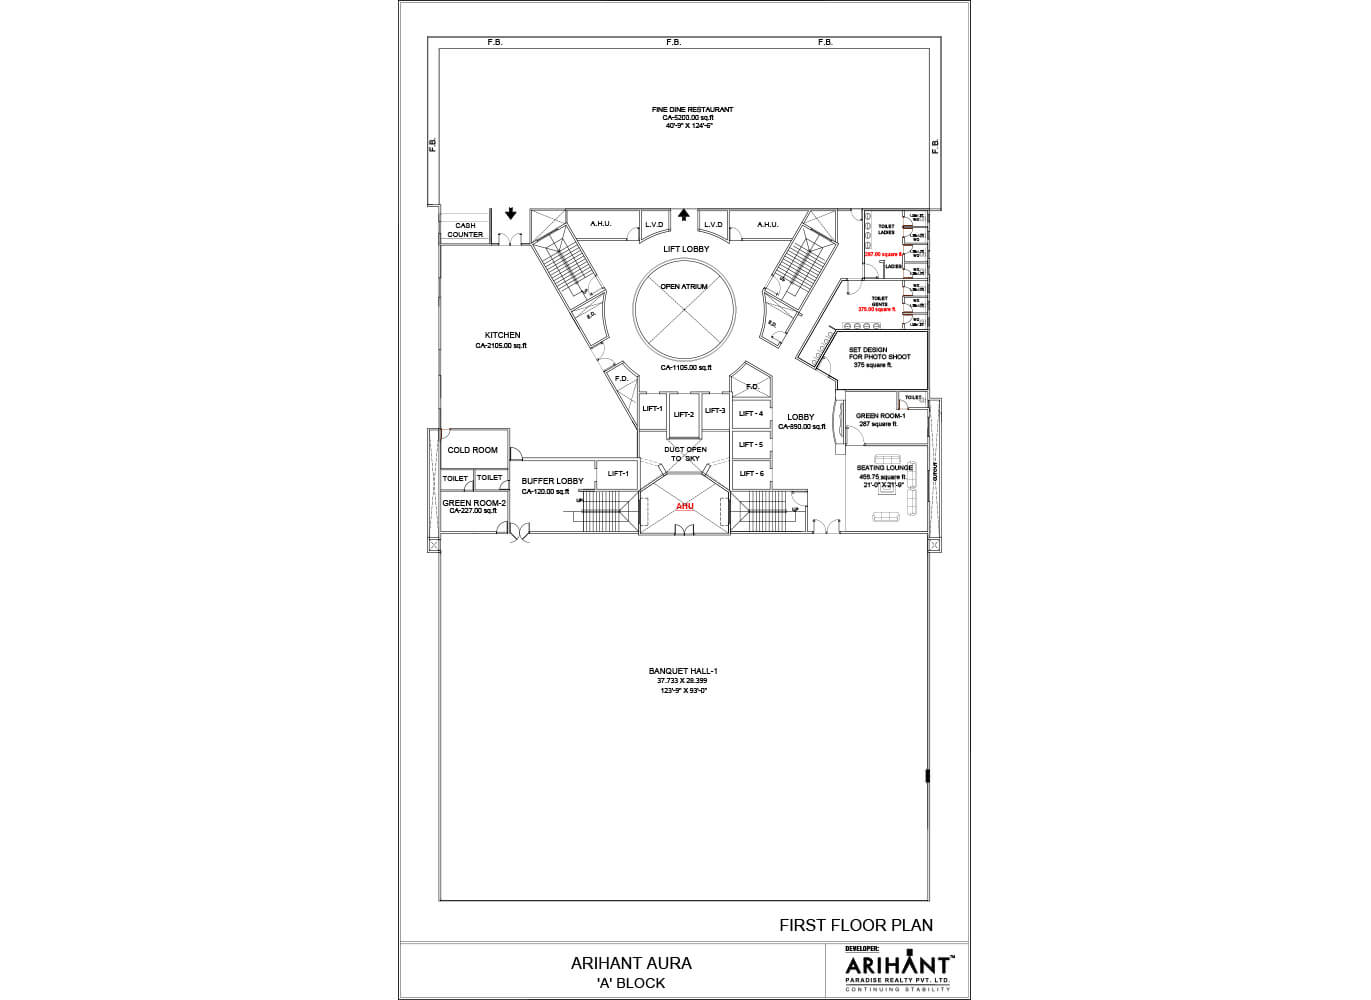 F.B. F.B. F.B.
FINE DINE RESTAURANT
CA-5200.00 sq.ft
40'-9" X 124'-6"
F.B. F.B.
CASH
COUNTER
A.H.U. L.V.D L.V.D A.H.U.
TOILET
LADIES
287.00 square ft.
LADIES
LIFT LOBBY
OPEN ATRIUM
UP
UP
F.D.
F.D.
TOILET
GENTS
375.00 square ft.
KITCHEN
CA-2105.00 sq.ft
SET DESIGN
FOR PHOTO SHOOT
375 square ft.
CA-1105.00 sq.ft
F.D. F.D.
TOILET
LIFT-1 LIFT-2 LIFT-3 LIFT - 4
LOBBY
CA-890.00 sq.ft
GREEN ROOM-1
287 square ft.
COLD ROOM
DUCT OPEN
TO SKY
LIFT - 5
LIFT - 6
SEATING LOUNGE
456.75 square ft.
21'-0" X 21'-9"
CUTOUT
TOILET TOILET
BUFFER LOBBY
CA-120.00 sq.ft
LIFT-1
GREEN ROOM-2
CA-227.00 sq.ft
UP
AHU
UP
BANQUET HALL-1
37.733 X 28.399
123'-9" X 93'-0"
FIRST FLOOR PLAN
ARIHANT AURA
'A' BLOCK
DEVELOPER:
ARIHANT™
PARADISE REALTY PVT. LTD.
CONTINUING STABILITY